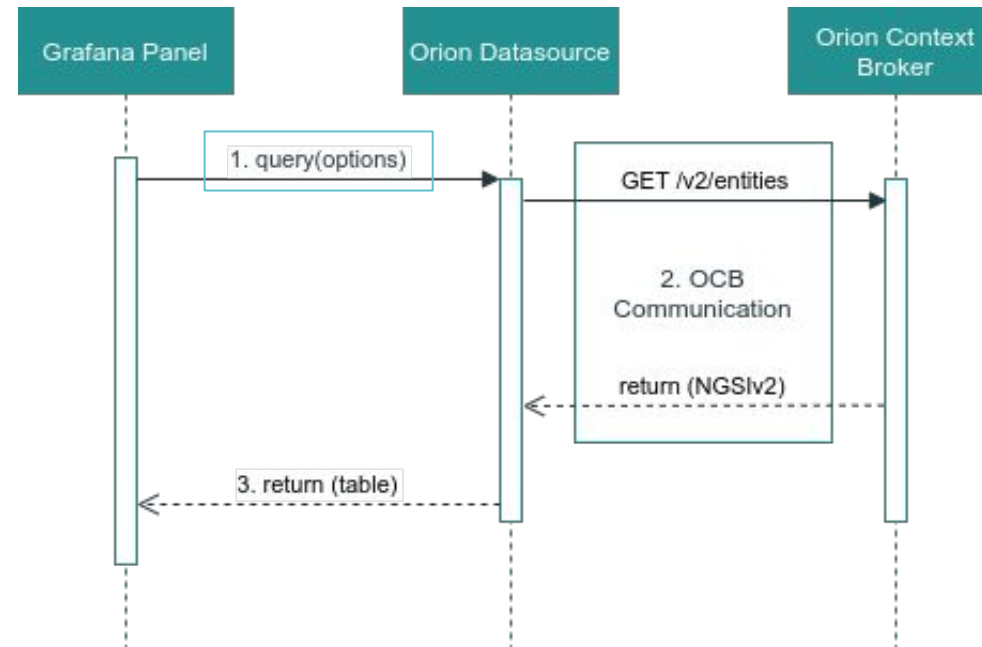 Grafana Panel
Orion Datasource
Orion Context
Broker
1. query(options)
GET /v2/entities
2. OCB
Communication
return (NGSIv2)
3. return (table)